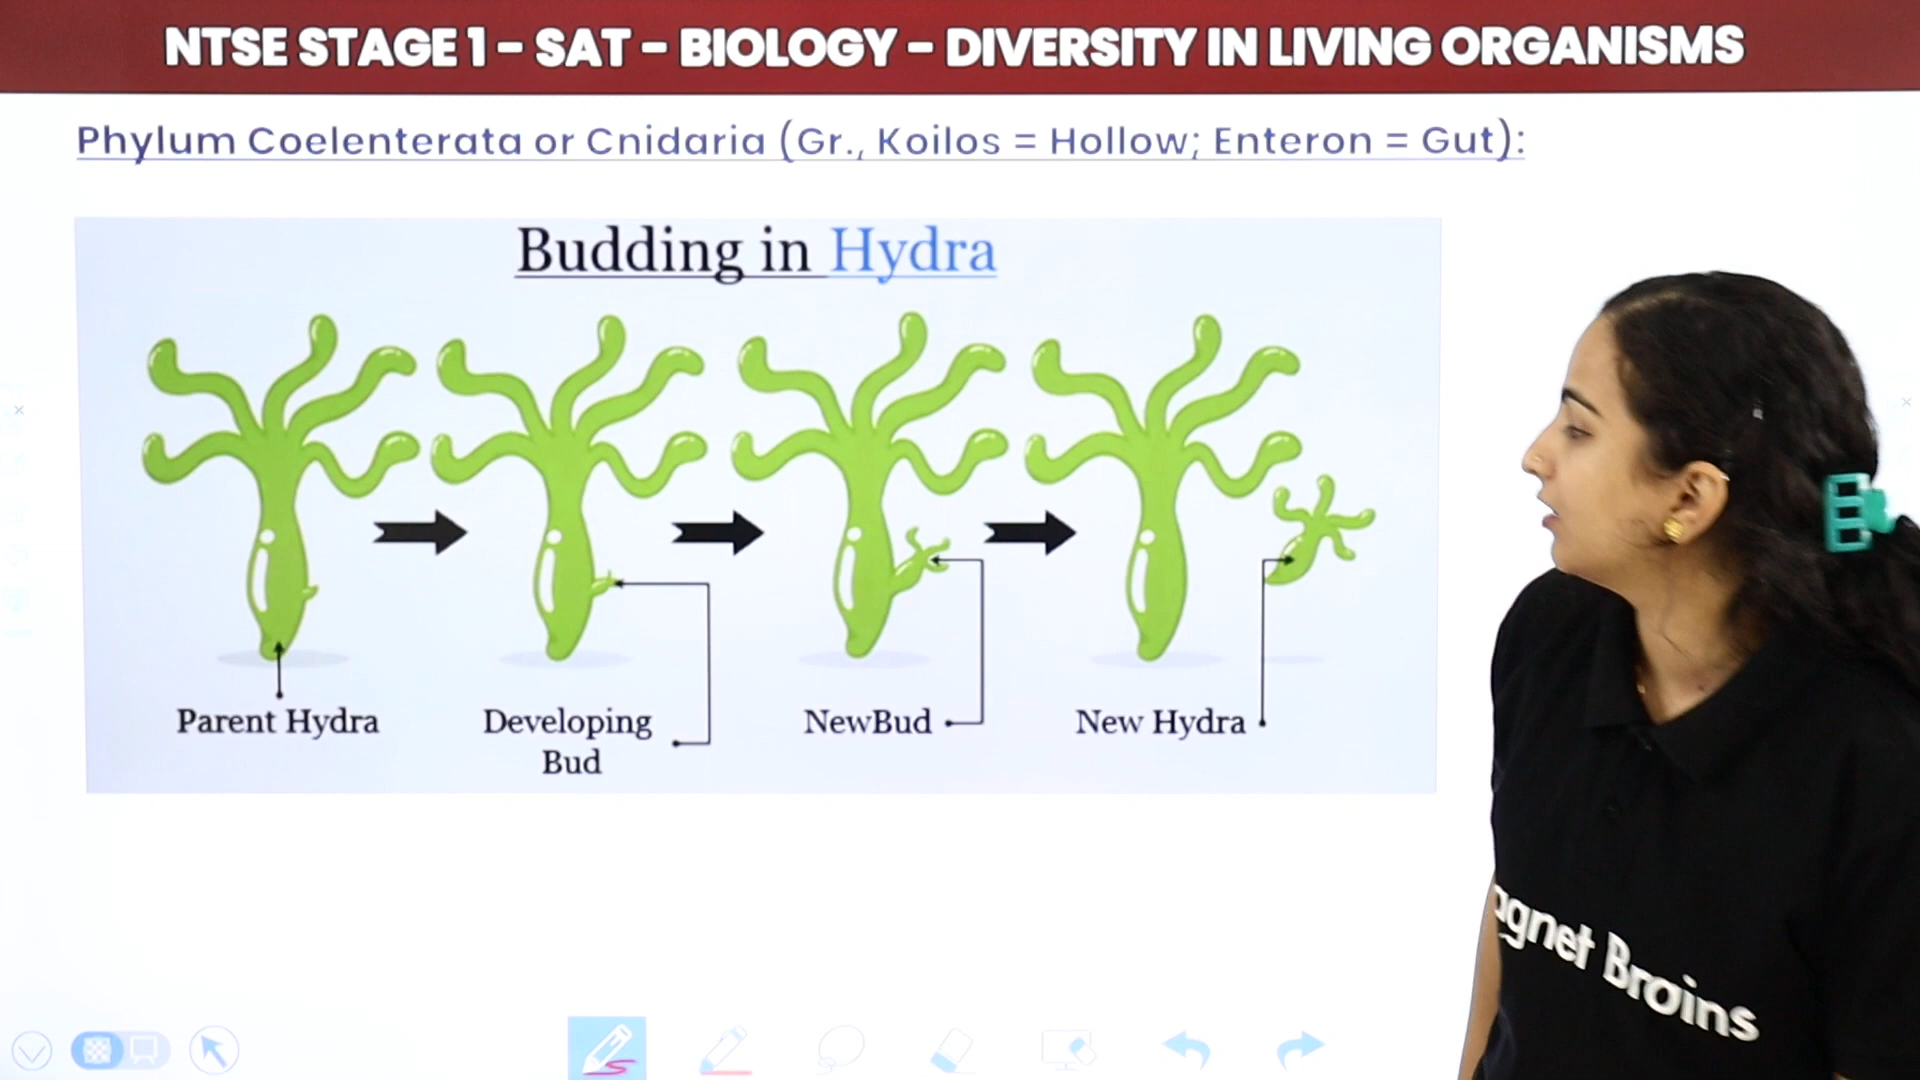 NTSE STAGE 1 – SAT – BIOLOGY – DIVERSITY IN LIVING ORGANISMS
Phylum Coelenterata or Cnidaria (Gr., Koilos = Hollow; Enteron = Gut):
Budding in Hydra
Parent Hydra
Developing
Bud
NewBud
New Hydra
agnet Brains